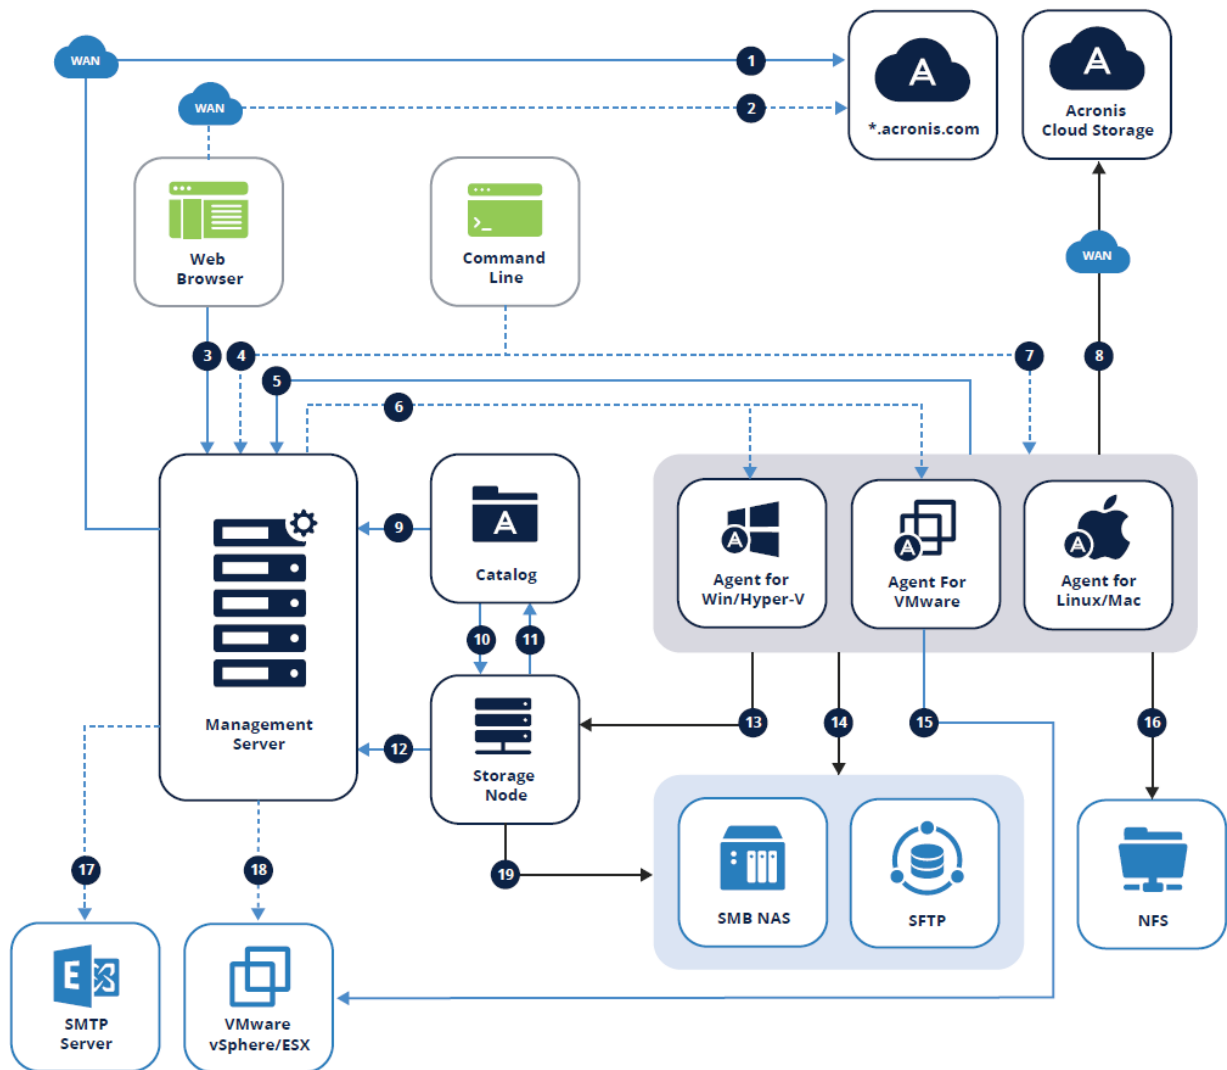 WAN
1
WAN
2
*.acronis.com
Acronis
Cloud Storage
Web
Browser
Command
Line
WAN
3
4
7
8
5
6
Management
Server
9
Catalog
10
11
12
Storage
Node
Agent for
Win/Hyper-V
Agent For
VMware
Agent for
Linux/Mac
13
14
15
16
17
18
19
SMB NAS
SFTP
NFS
E
SMTP
Server
VMware
vSphere/ESX